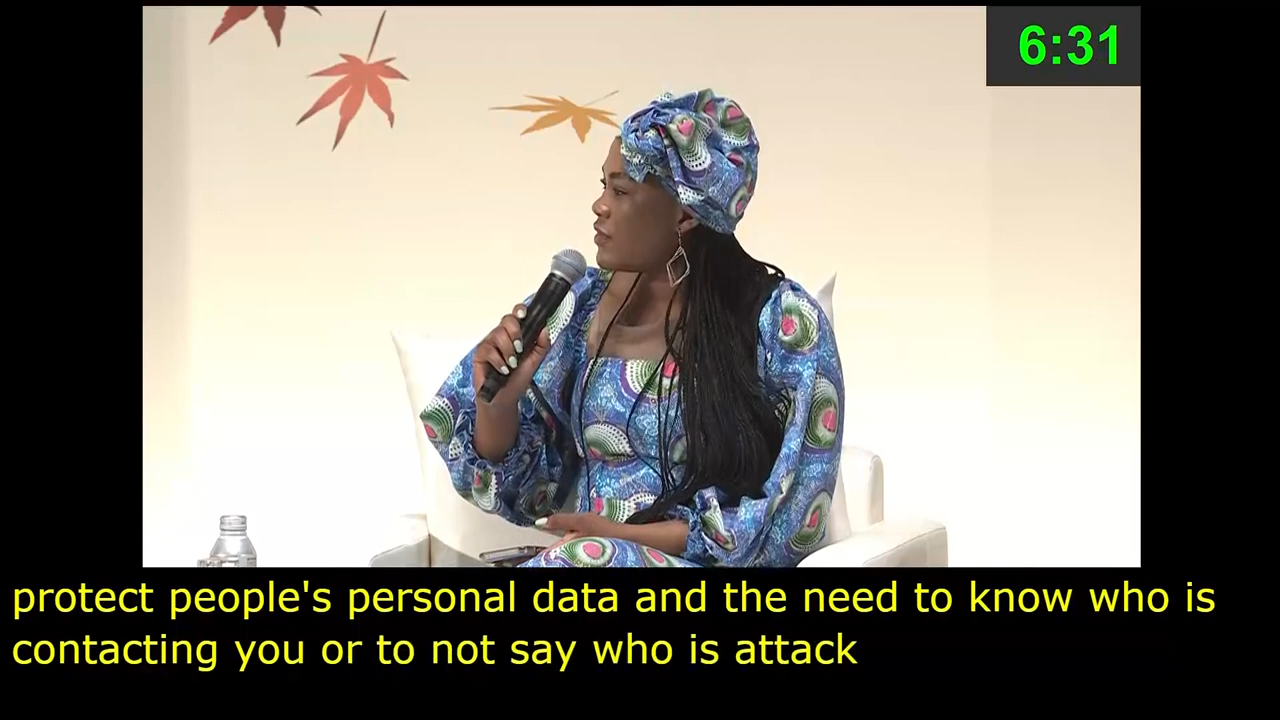 6:31
protect people's personal data and the need to know who is
contacting you or to not say who is attack